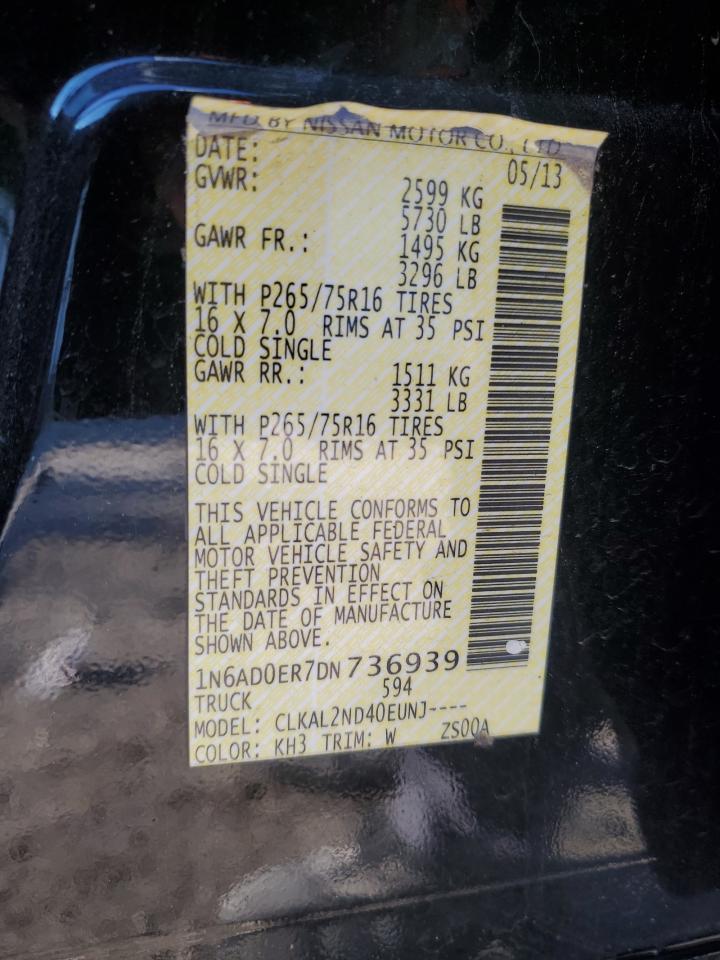 MFD BY NISSAN MOTOR CO., LTD
DATE: 05/13
GVWR: 2599 KG
5730 LB
GAWR FR.: 1495 KG
3296 LB
WITH P265/75R16 TIRES
16 X 7.0 RIMS AT 35 PSI
COLD SINGLE
GAWR RR.: 1511 KG
3331 LB
WITH P265/75R16 TIRES
16 X 7.0 RIMS AT 35 PSI
COLD SINGLE
THIS VEHICLE CONFORMS TO
ALL APPLICABLE FEDERAL
MOTOR VEHICLE SAFETY AND
THEFT PREVENTION
STANDARDS IN EFFECT ON
THE DATE OF MANUFACTURE
SHOWN ABOVE.
1N6AD0ER7DN 736939
TRUCK 594
MODEL: CLKAL2ND40EUNJ----
COLOR: KH3 TRIM: W ZS00A